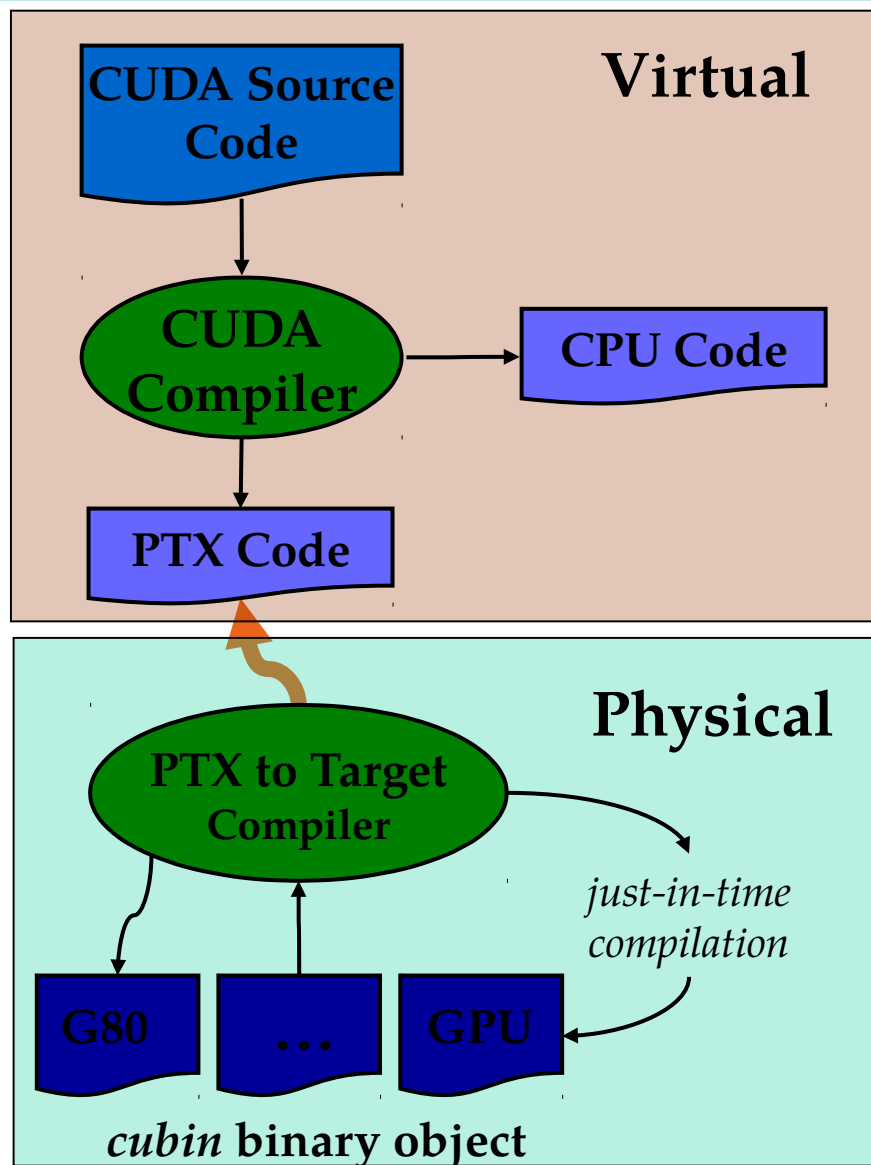 Virtual
CUDA Source
Code
CUDA
Compiler
CPU Code
PTX Code
Physical
PTX to Target
Compiler
just-in-time
compilation
G80
...
GPU
cubin binary object